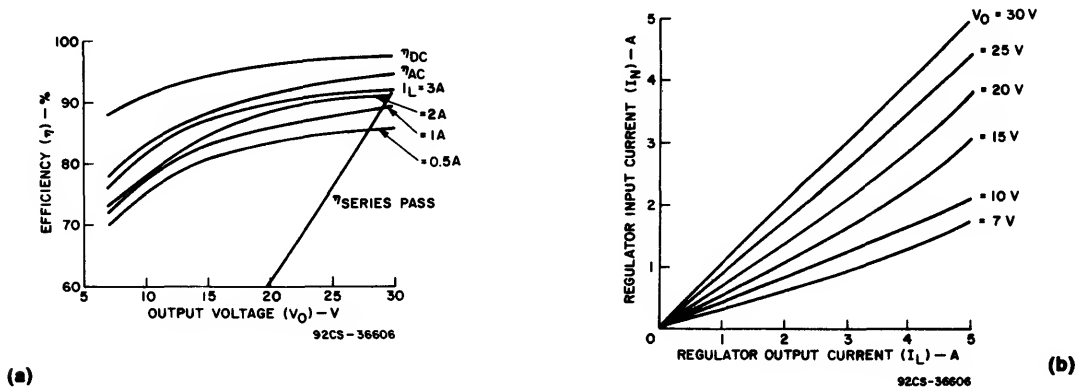 100
90
80
70
60
EFFICIENCY (η) – %
ηDC
ηAC
IL=3A
=2A
=1A
=0.5A
ηSERIES PASS
5 10 15 20 25 30
OUTPUT VOLTAGE (VO) – V
92CS-36606
(a)
5
4
3
2
1
0
REGULATOR INPUT CURRENT (IN) – A
VO = 30 V
= 25 V
= 20 V
= 15 V
= 10 V
= 7 V
1 2 3 4 5
REGULATOR OUTPUT CURRENT (IL) – A
92CS-36606
(b)